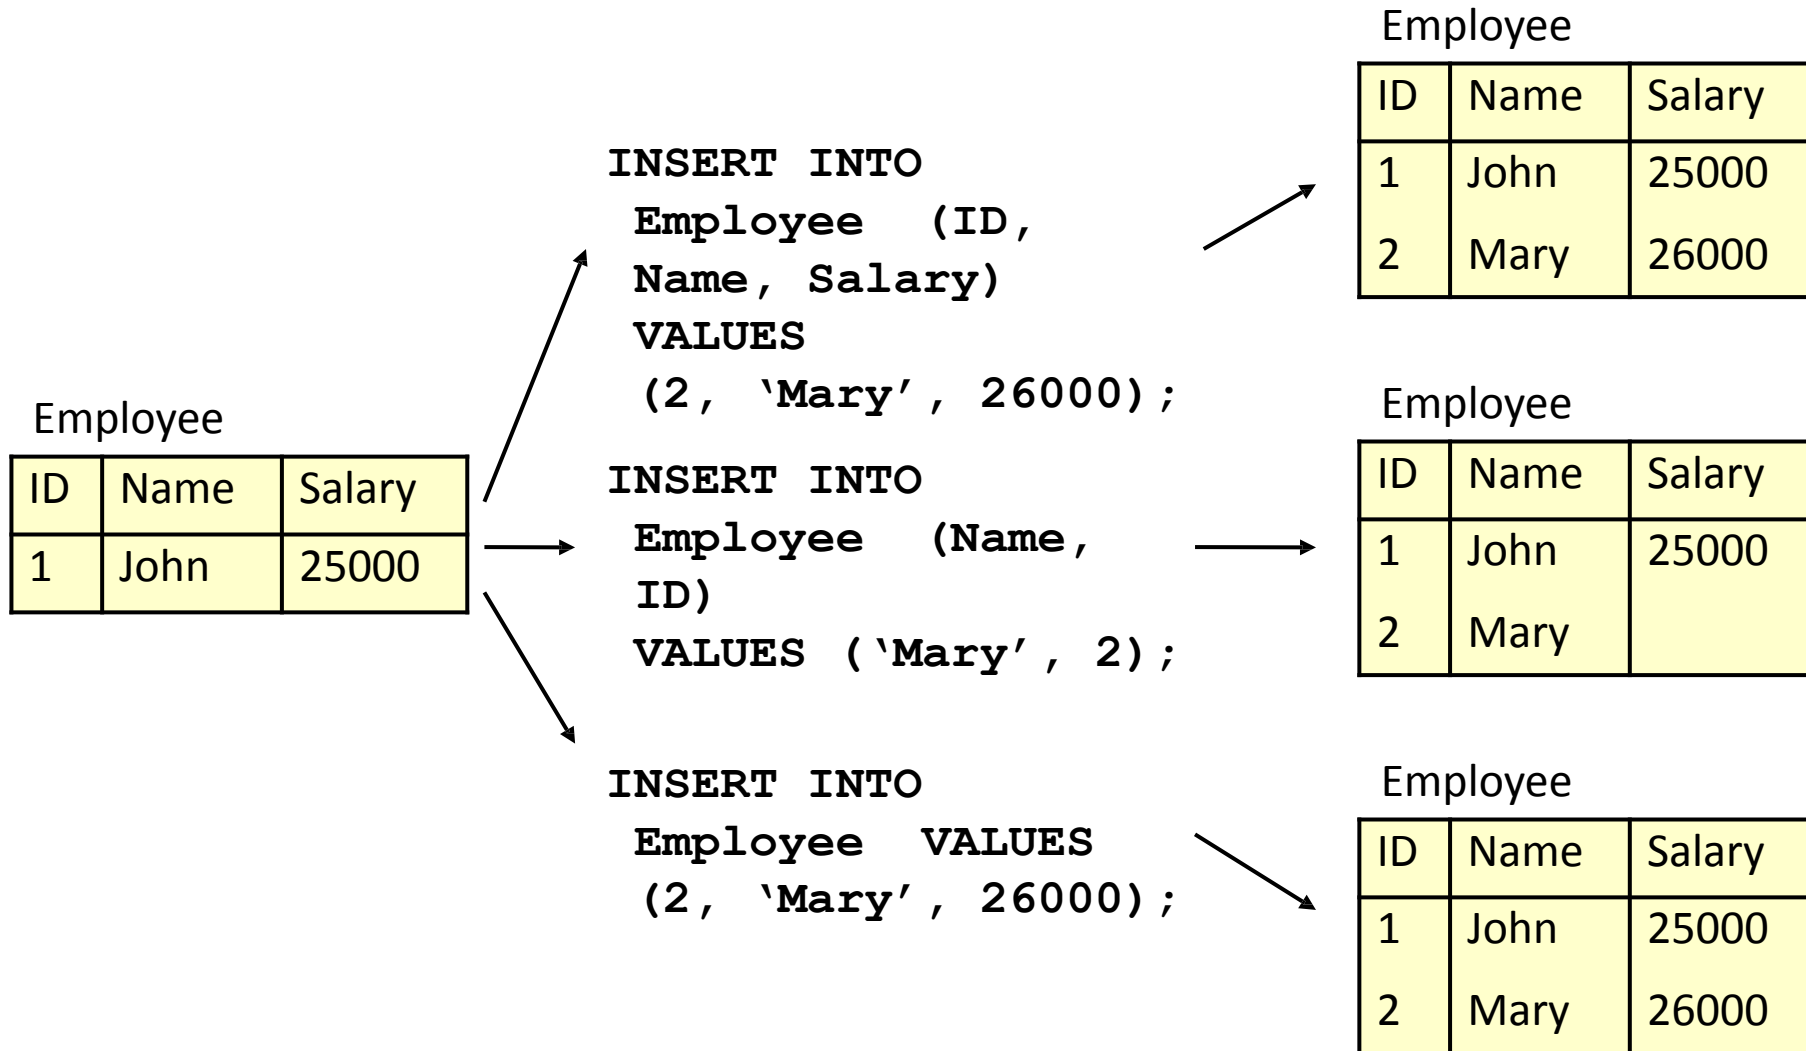 Employee
ID Name Salary
1 John 25000
INSERT INTO
Employee (ID,
Name, Salary)
VALUES
(2, ‘Mary’, 26000);
INSERT INTO
Employee (Name,
ID)
VALUES (‘Mary’, 2);
INSERT INTO
Employee VALUES
(2, ‘Mary’, 26000);
Employee
ID Name Salary
1 John 25000
2 Mary 26000
Employee
ID Name Salary
1 John 25000
2 Mary
Employee
ID Name Salary
1 John 25000
2 Mary 26000